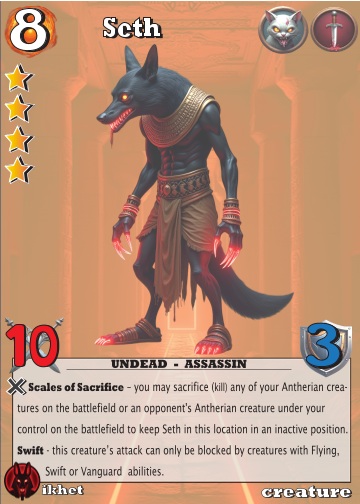 8 Seth
10 3
UNDEAD - ASSASSIN
Scales of Sacrifice - you may sacrifice (kill) any of your Antherian crea-
tures on the battlefield or an opponent's Antherian creature under your
control on the battlefield to keep Seth in this location in an inactive position.
Swift - this creature's attack can only be blocked by creatures with Flying,
Swift or Vanguard abilities.
ikhet creature